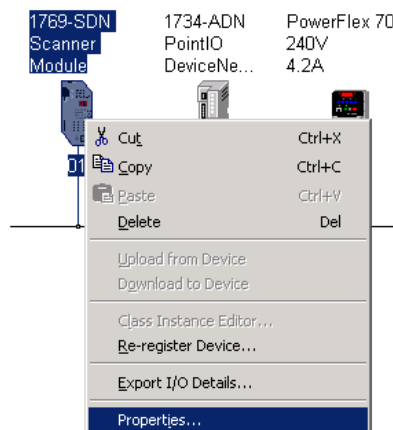 1769-SDN
Scanner
Module
1734-ADN
PointIO
DeviceNe...
PowerFlex 70
240V
4.2A
01
Cut Ctrl+X
Copy Ctrl+C
Paste Ctrl+V
Delete Del
Upload from Device
Download to Device
Class Instance Editor...
Re-register Device...
Export I/O Details...
Properties...